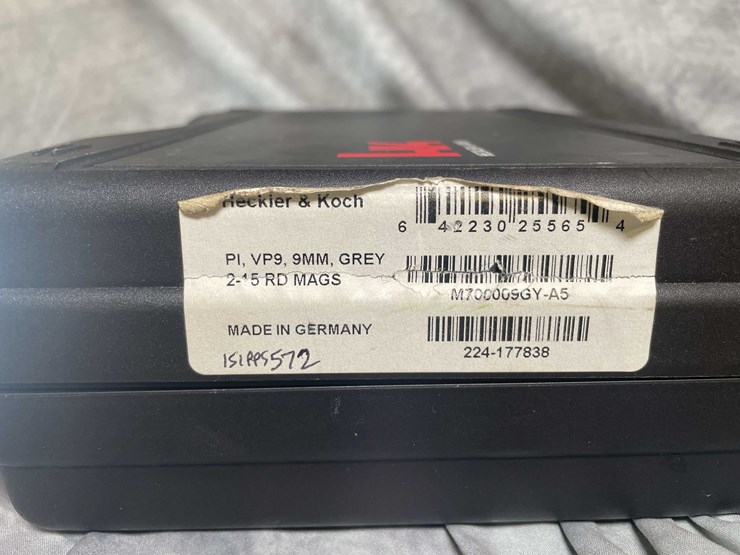 Heckler & Koch
6 42230 25565 4
PI, VP9, 9MM, GREY
2-15 RD MAGS
M700009GY-A5
MADE IN GERMANY
224-177838